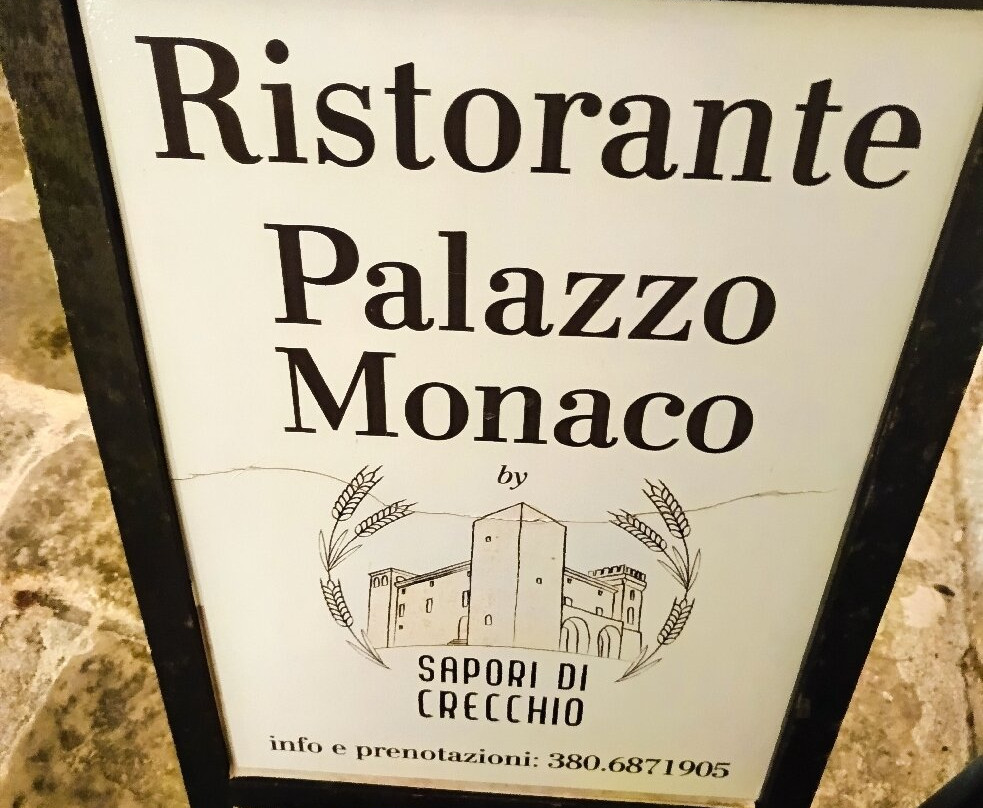 Ristorante
Palazzo
Monaco
by
SAPORI DI
CRECCHIO
info e prenotazioni: 380.6871905